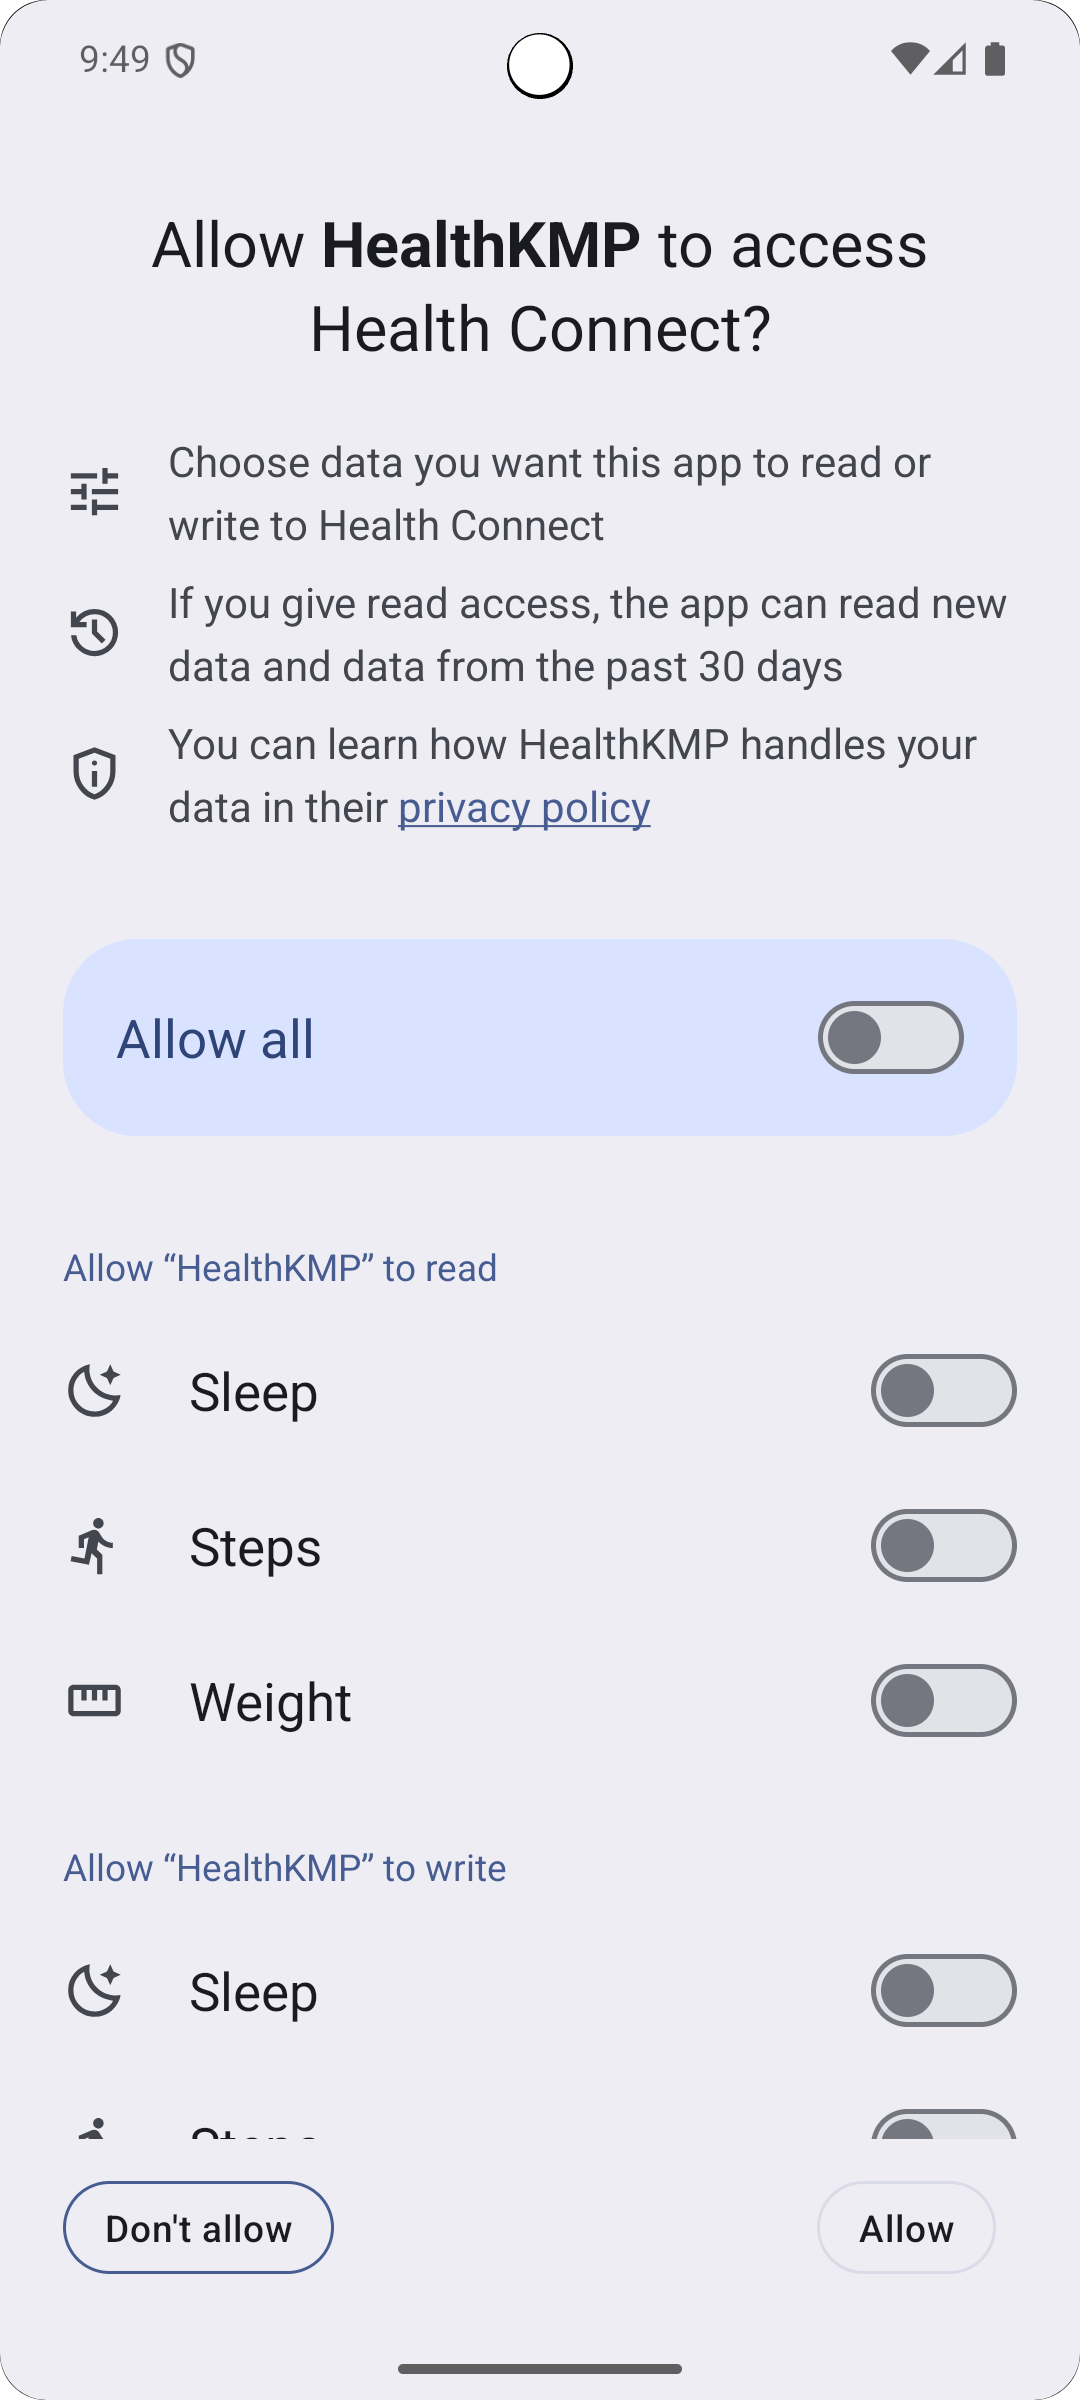 9:49
Allow HealthKMP to access
Health Connect?
Choose data you want this app to read or
write to Health Connect
If you give read access, the app can read new
data and data from the past 30 days
You can learn how HealthKMP handles your
data in their privacy policy
Allow all
Allow “HealthKMP” to read
Sleep
Steps
Weight
Allow “HealthKMP” to write
Sleep
Steps
Don't allow
Allow